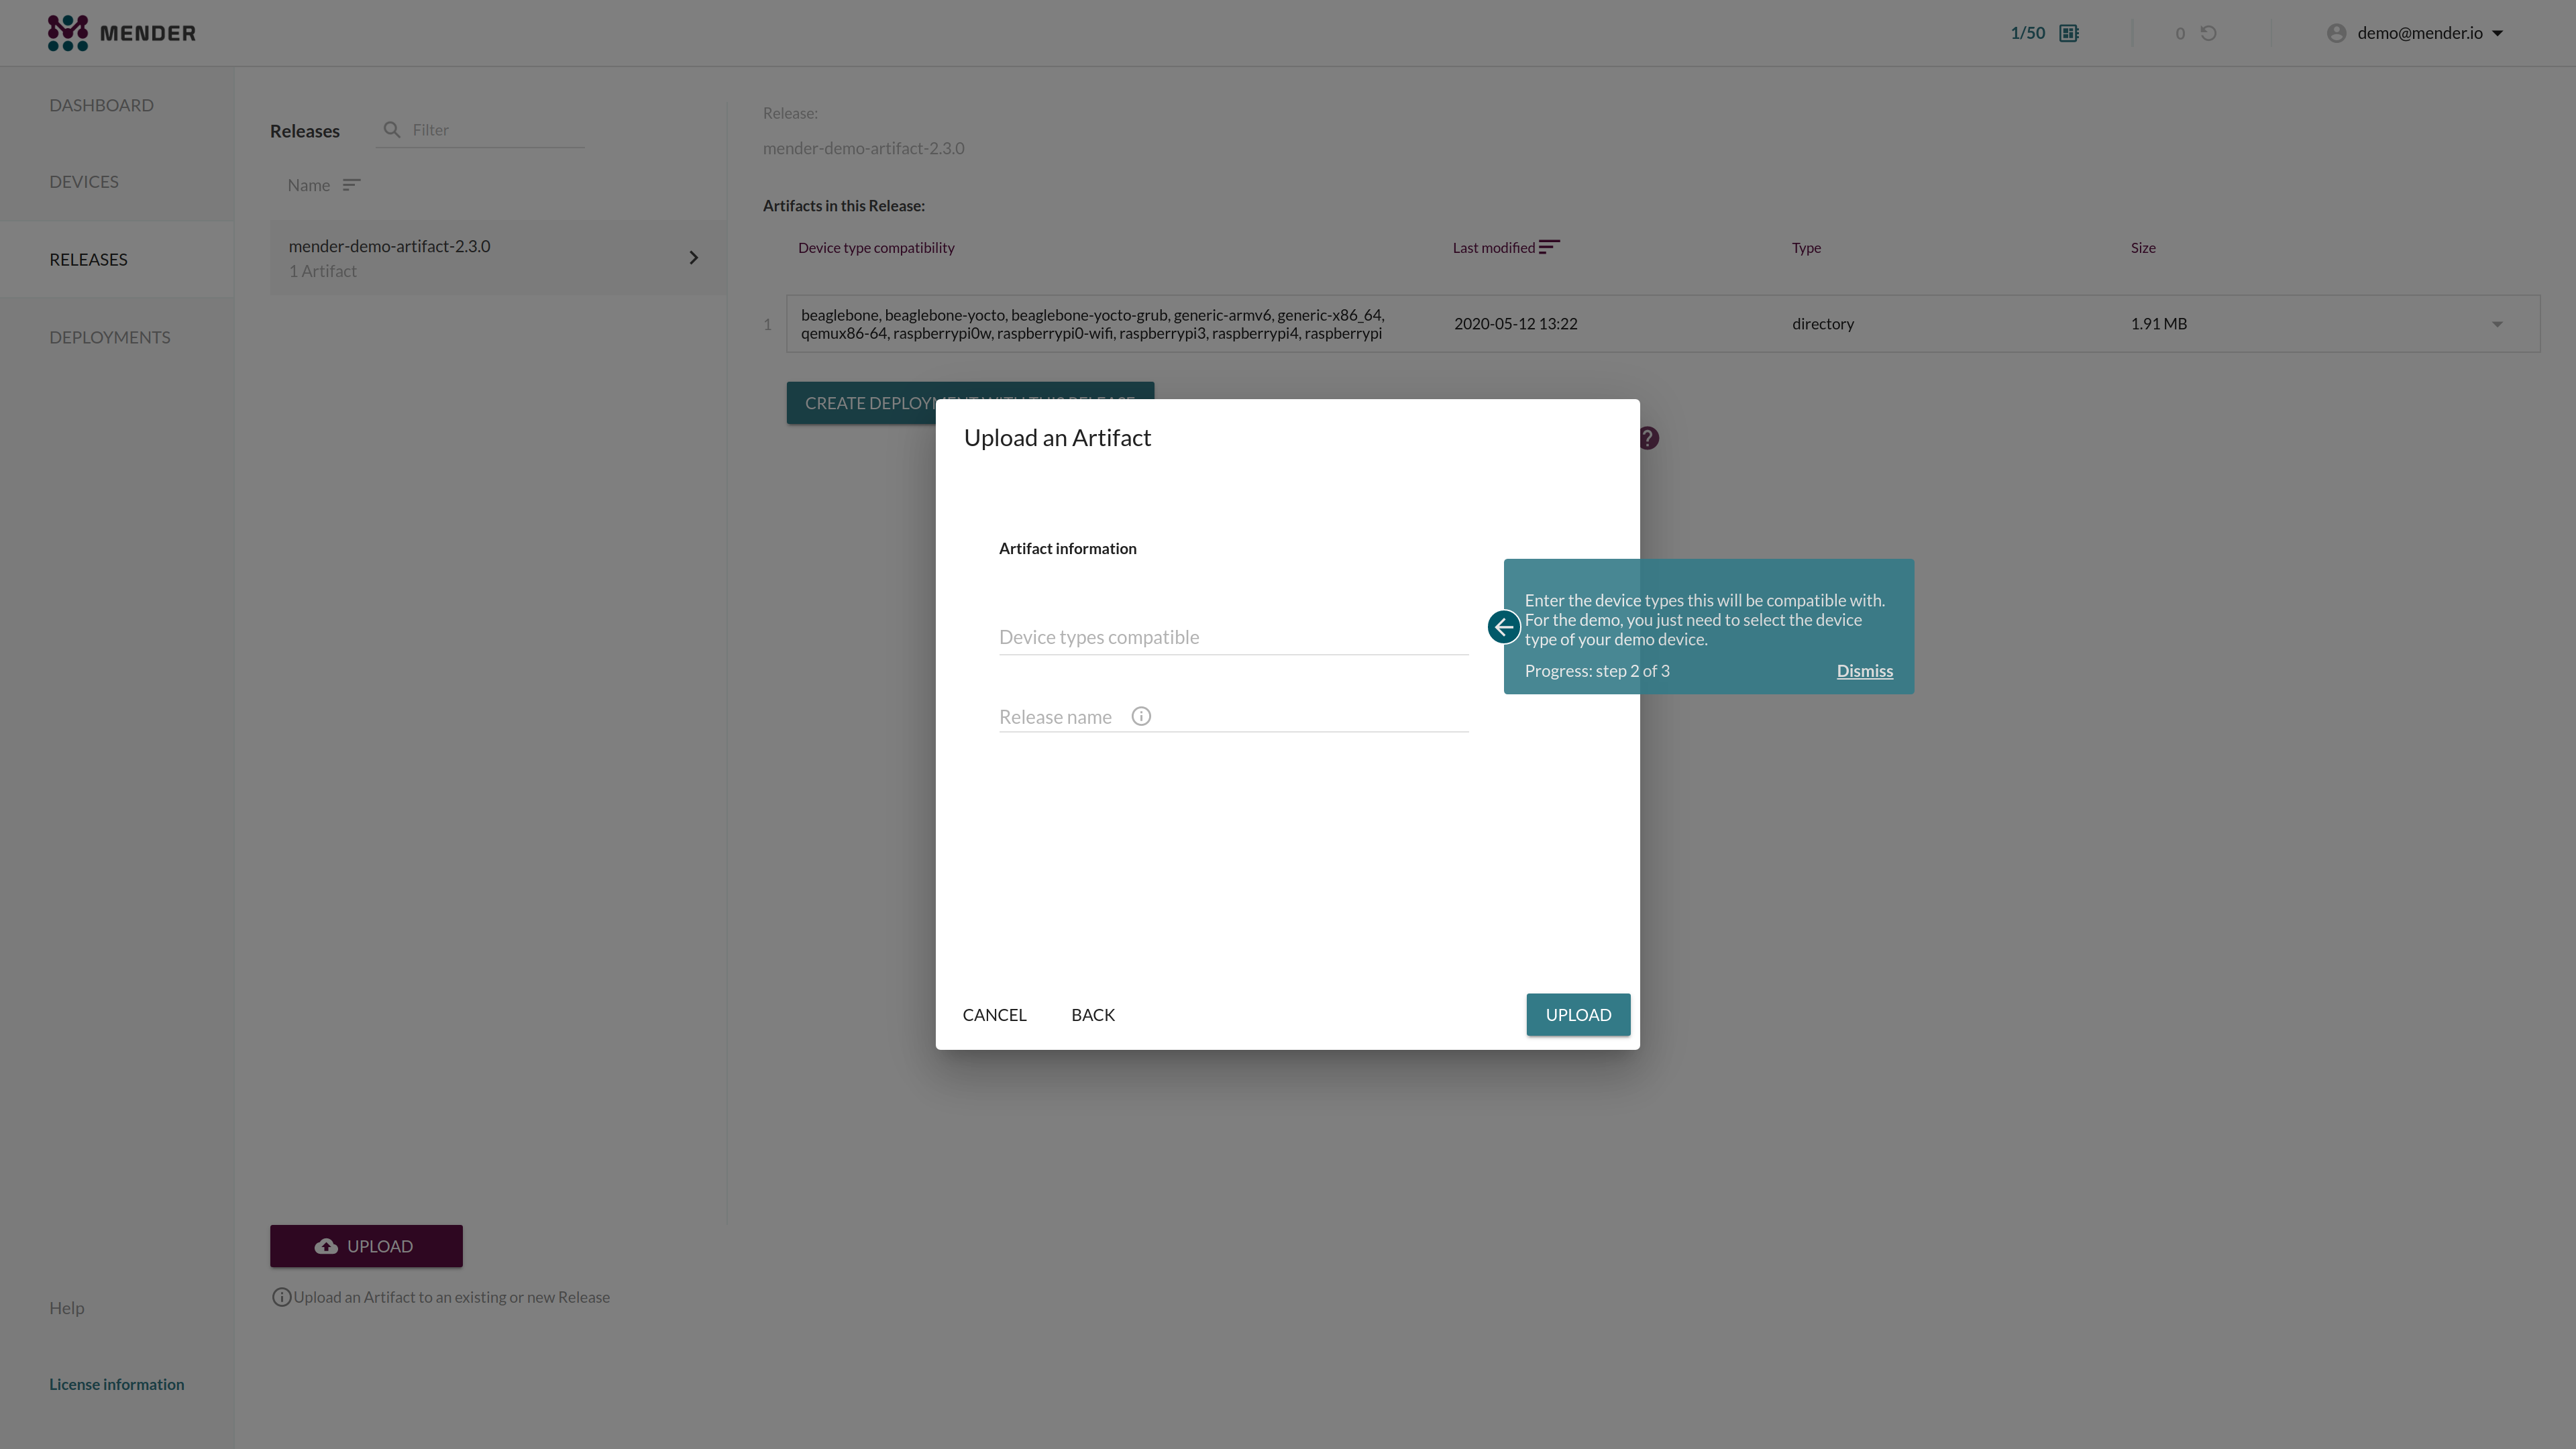 MENDER
1/50
0
demo@mender.io
DASHBOARD
DEVICES
RELEASES
DEPLOYMENTS
Help
License information
Releases
Filter
Name
mender-demo-artifact-2.3.0
1 Artifact
UPLOAD
Upload an Artifact to an existing or new Release
Release:
mender-demo-artifact-2.3.0
Artifacts in this Release:
Device type compatibility
Last modified
Type
Size
1
beaglebone, beaglebone-yocto, beaglebone-yocto-grub, generic-armv6, generic-x86_64,
qemux86-64, raspberrypi0w, raspberrypi0-wifi, raspberrypi3, raspberrypi4, raspberrypi
2020-05-12 13:22
directory
1.91 MB
CREATE DEPLOYMENT WITH THIS RELEASE
?
Upload an Artifact
Artifact information
Device types compatible
Release name
Enter the device types this will be compatible with.
For the demo, you just need to select the device
type of your demo device.
Progress: step 2 of 3
Dismiss
CANCEL
BACK
UPLOAD